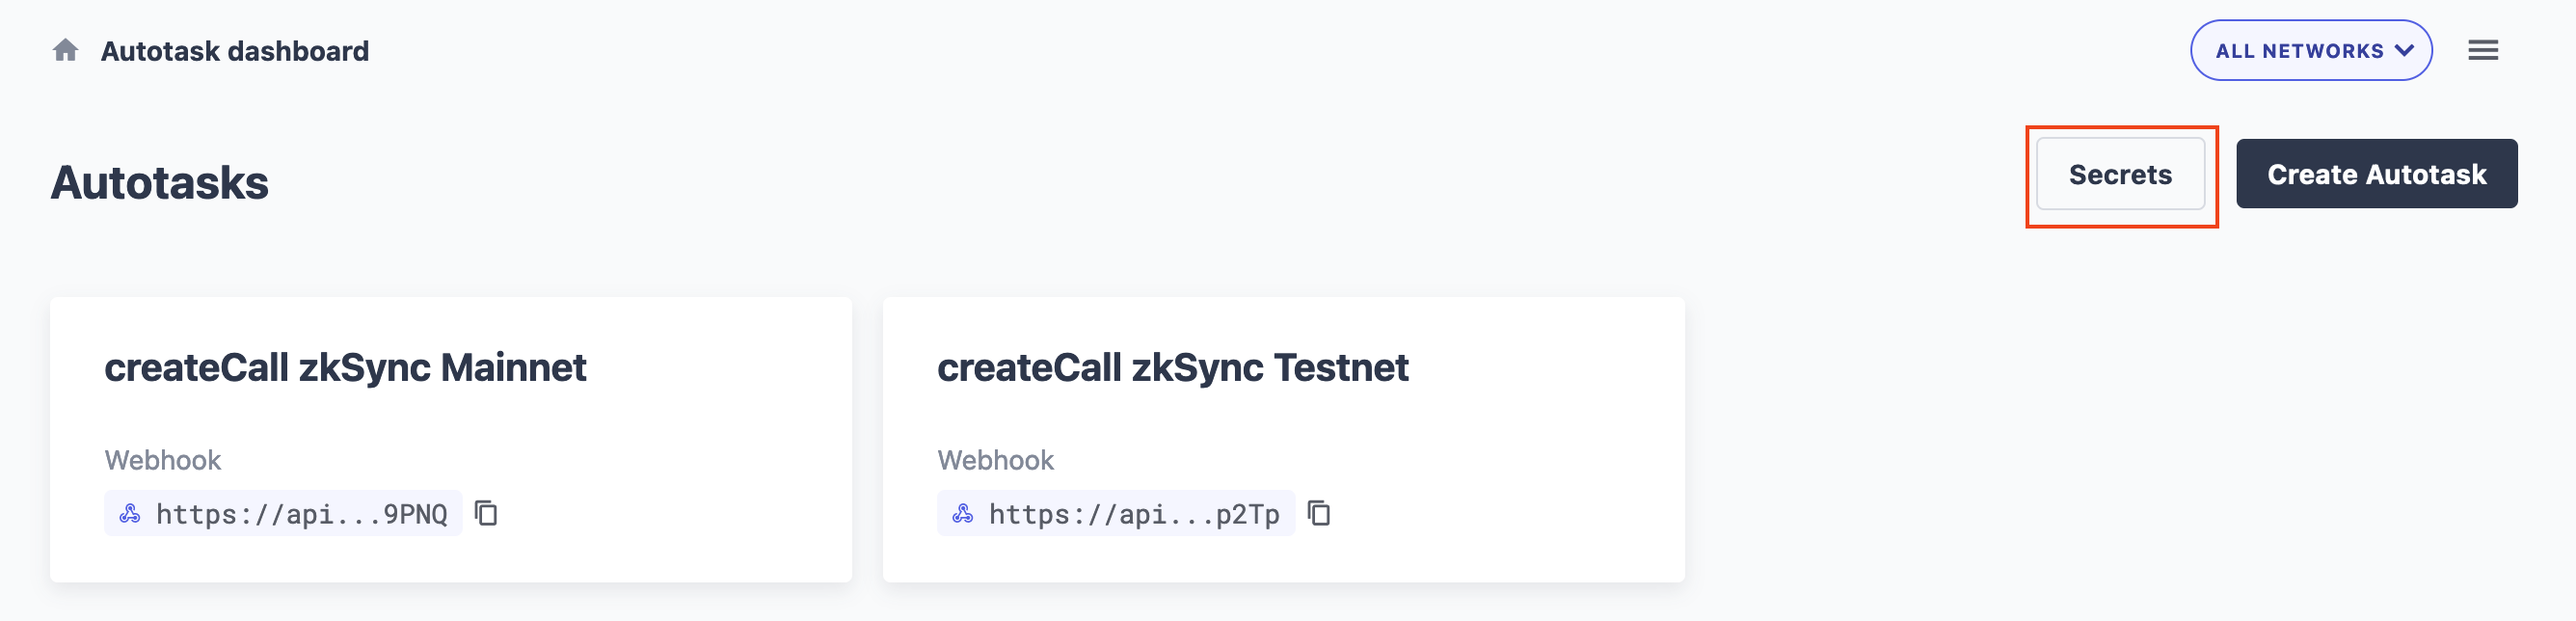 Autotask dashboard
ALL NETWORKS
Autotasks
Secrets
Create Autotask
createCall zkSync Mainnet
Webhook
https://api...9PNQ
createCall zkSync Testnet
Webhook
https://api...p2Tp